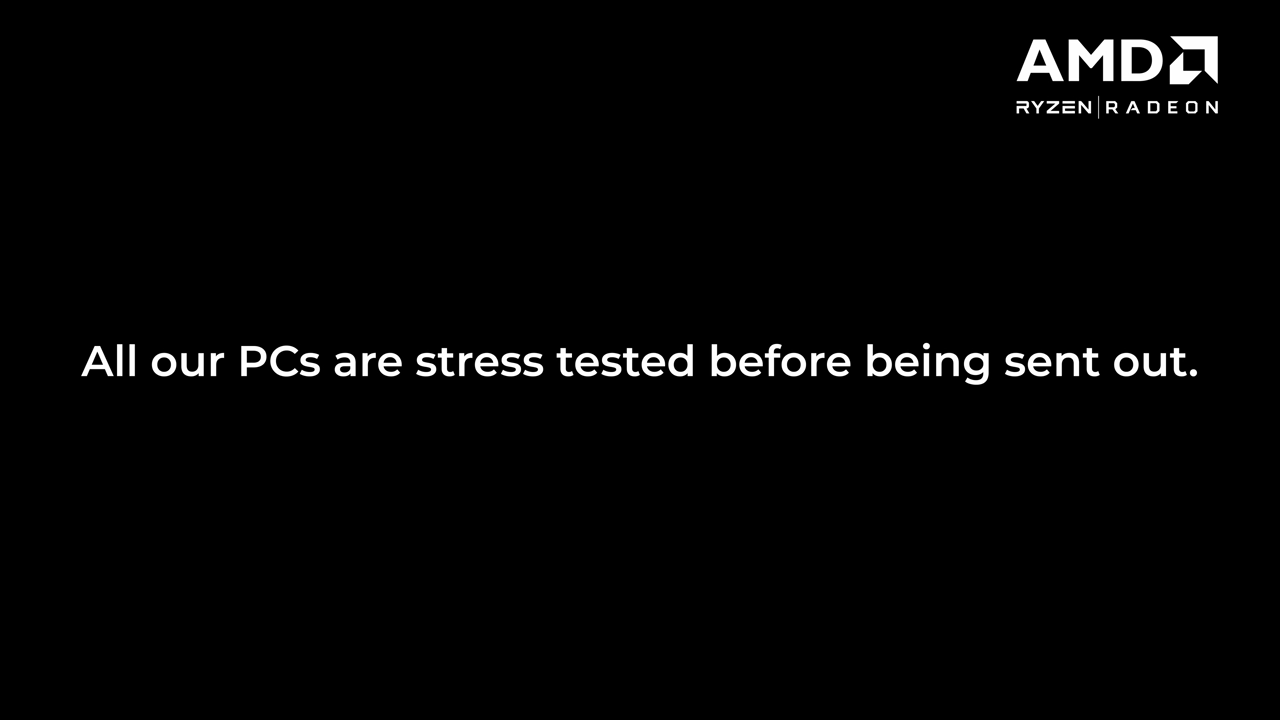 AMD
RYZEN | RADEON
All our PCs are stress tested before being sent out.